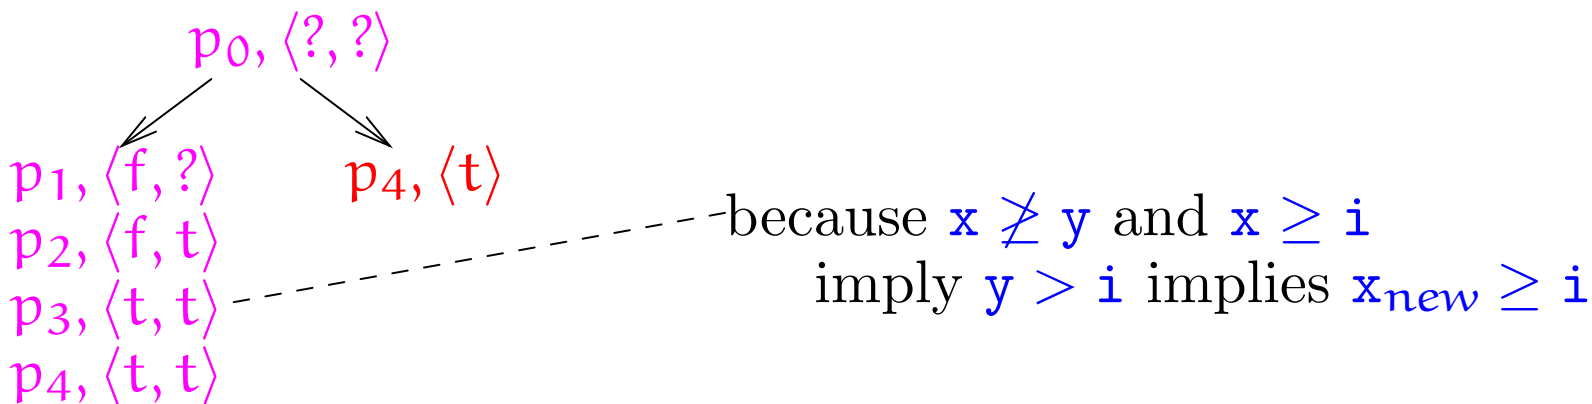 p₀, ⟨?, ?⟩
p₁, ⟨f, ?⟩
p₄, ⟨t⟩
p₂, ⟨f, t⟩
because x ≱ y and x ≥ i
p₃, ⟨t, t⟩
imply y > i implies xₙₑw ≥ i
p₄, ⟨t, t⟩